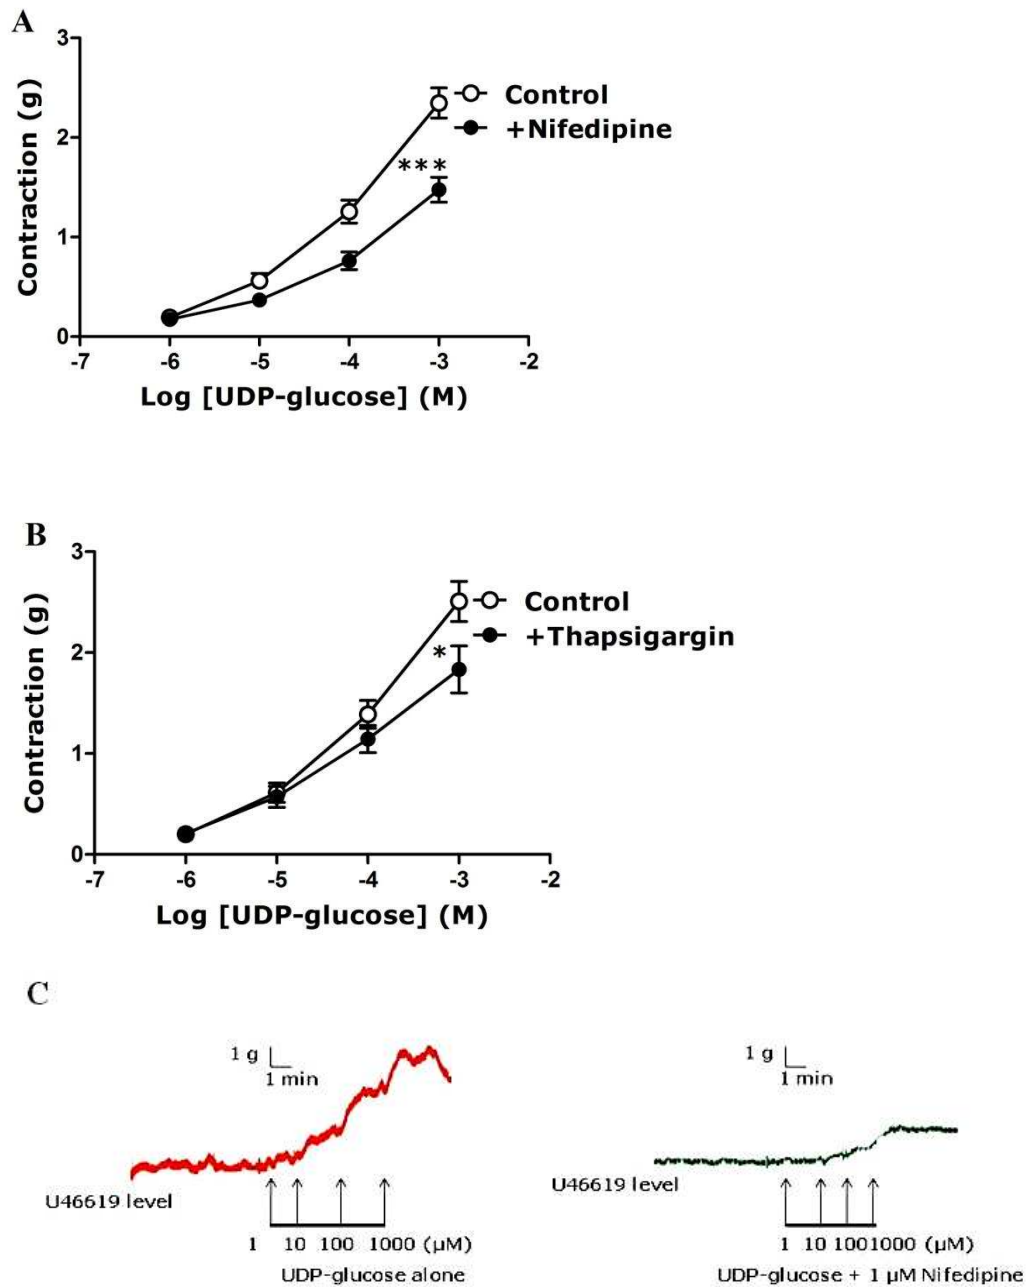 A
3
2
1
0
-7 -6 -5 -4 -3 -2
Contraction (g)
Log [UDP-glucose] (M)
Control
+Nifedipine
***
B
3
2
1
0
-7 -6 -5 -4 -3 -2
Contraction (g)
Log [UDP-glucose] (M)
Control
+Thapsigargin
*
C
1 g
1 min
U46619 level
1 10 100 1000 (µM)
UDP-glucose alone
1 g
1 min
U46619 level
1 10 1001000 (µM)
UDP-glucose + 1 µM Nifedipine